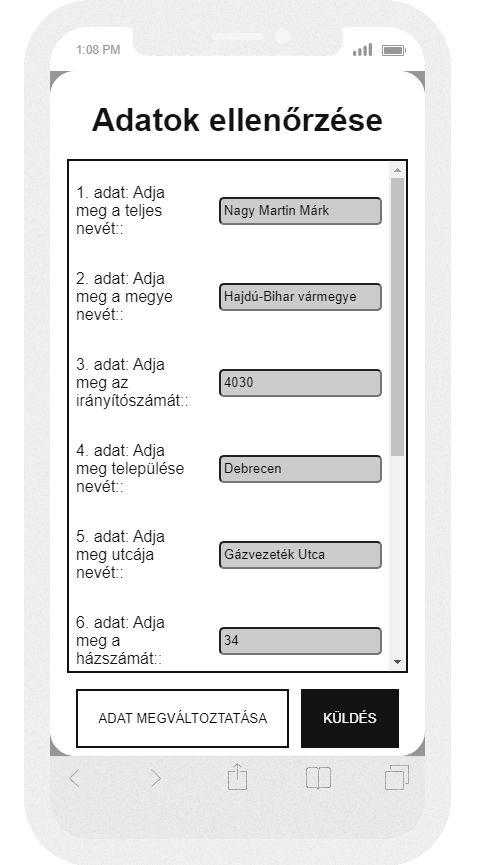 1:08 PM
Adatok ellenőrzése
1. adat: Adja
meg a teljes
nevét::
Nagy Martin Márk
2. adat: Adja
meg a megye
nevét::
Hajdú-Bihar vármegye
3. adat: Adja
meg az
irányítószámát::
4030
4. adat: Adja
meg települése
nevét::
Debrecen
5. adat: Adja
meg utcája
nevét::
Gázvezeték Utca
6. adat: Adja
meg a
házszámát::
34
ADAT MEGVÁLTOZTATÁSA
KÜLDÉS